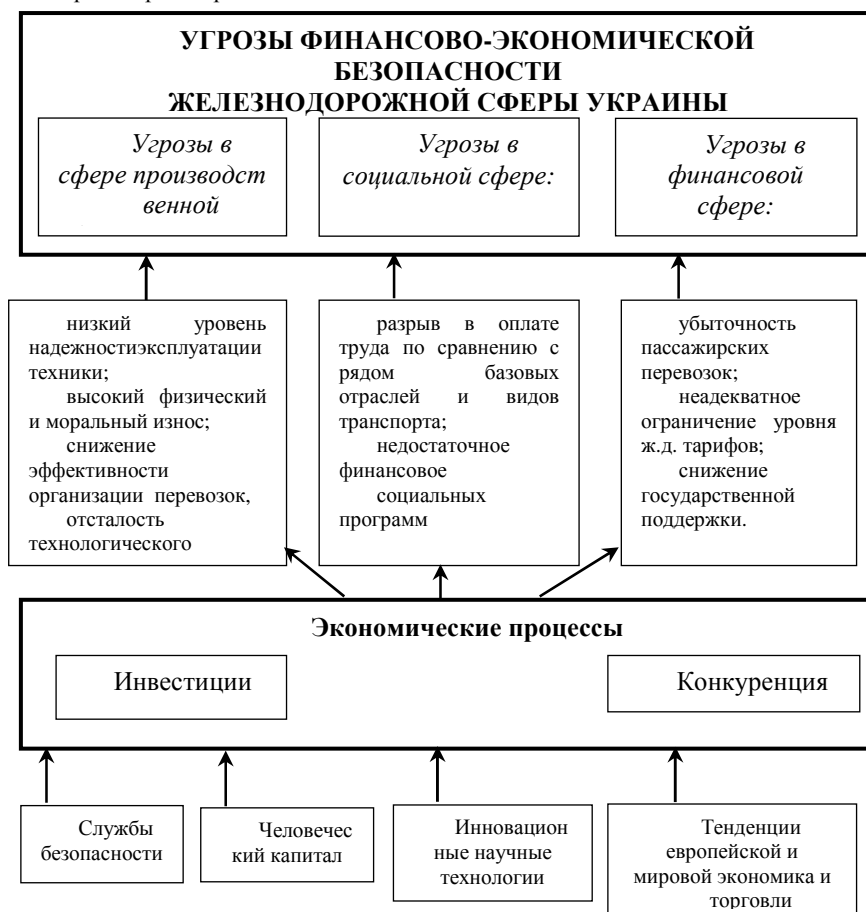 УГРОЗЫ ФИНАНСОВО-ЭКОНОМИЧЕСКОЙ
БЕЗОПАСНОСТИ
ЖЕЛЕЗНОДОРОЖНОЙ СФЕРЫ УКРАИНЫ
Угрозы в
сфере производст
венной
Угрозы в
социальной сфере:
Угрозы в
финансовой
сфере:
низкий уровень
надежностиэксплуатации
техники;
высокий физический
и моральный износ;
снижение
эффективности
организации перевозок,
отсталость
технологического
разрыв в оплате
труда по сравнению с
рядом базовых
отраслей и видов
транспорта;
недостаточное
финансовое
социальных
программ
убыточность
пассажирских
перевозок;
неадекватное
ограничение уровня
ж.д. тарифов;
снижение
государственной
поддержки.
Экономические процессы
Инвестиции
Конкуренция
Службы
безопасности
Человечес
кий капитал
Инновацион
ные научные
технологии
Тенденции
европейской и
мировой экономика и
торговли